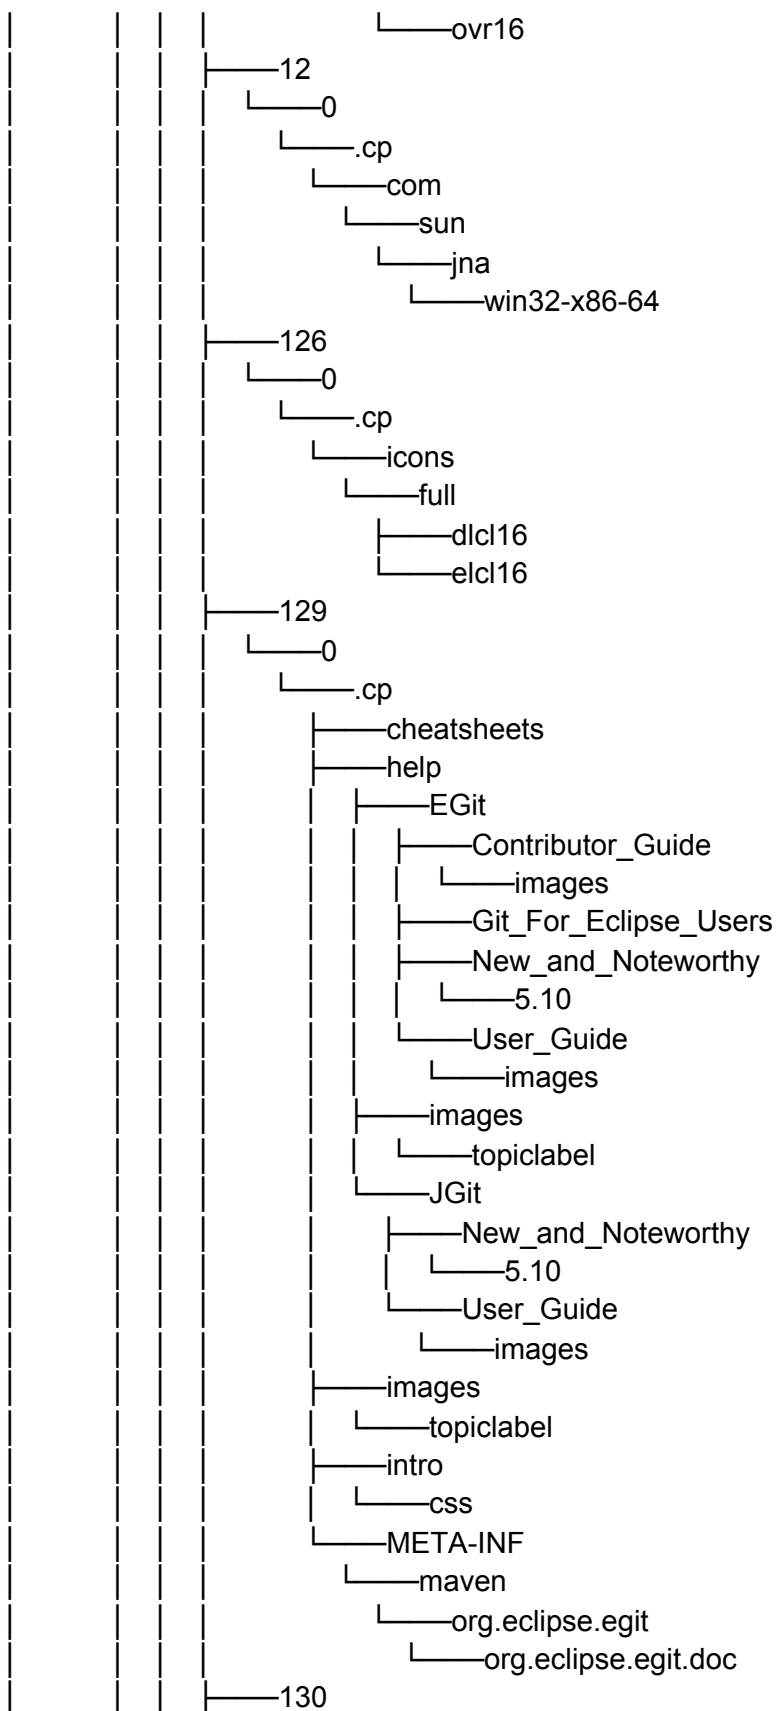 ovr16
12
0
.cp
com
sun
jna
win32-x86-64
126
0
.cp
icons
full
dlcl16
elcl16
129
0
.cp
cheatsheets
help
EGit
Contributor_Guide
images
Git_For_Eclipse_Users
New_and_Noteworthy
5.10
User_Guide
images
images
topiclabel
JGit
New_and_Noteworthy
5.10
User_Guide
images
images
topiclabel
intro
css
META-INF
maven
org.eclipse.egit
org.eclipse.egit.doc
130